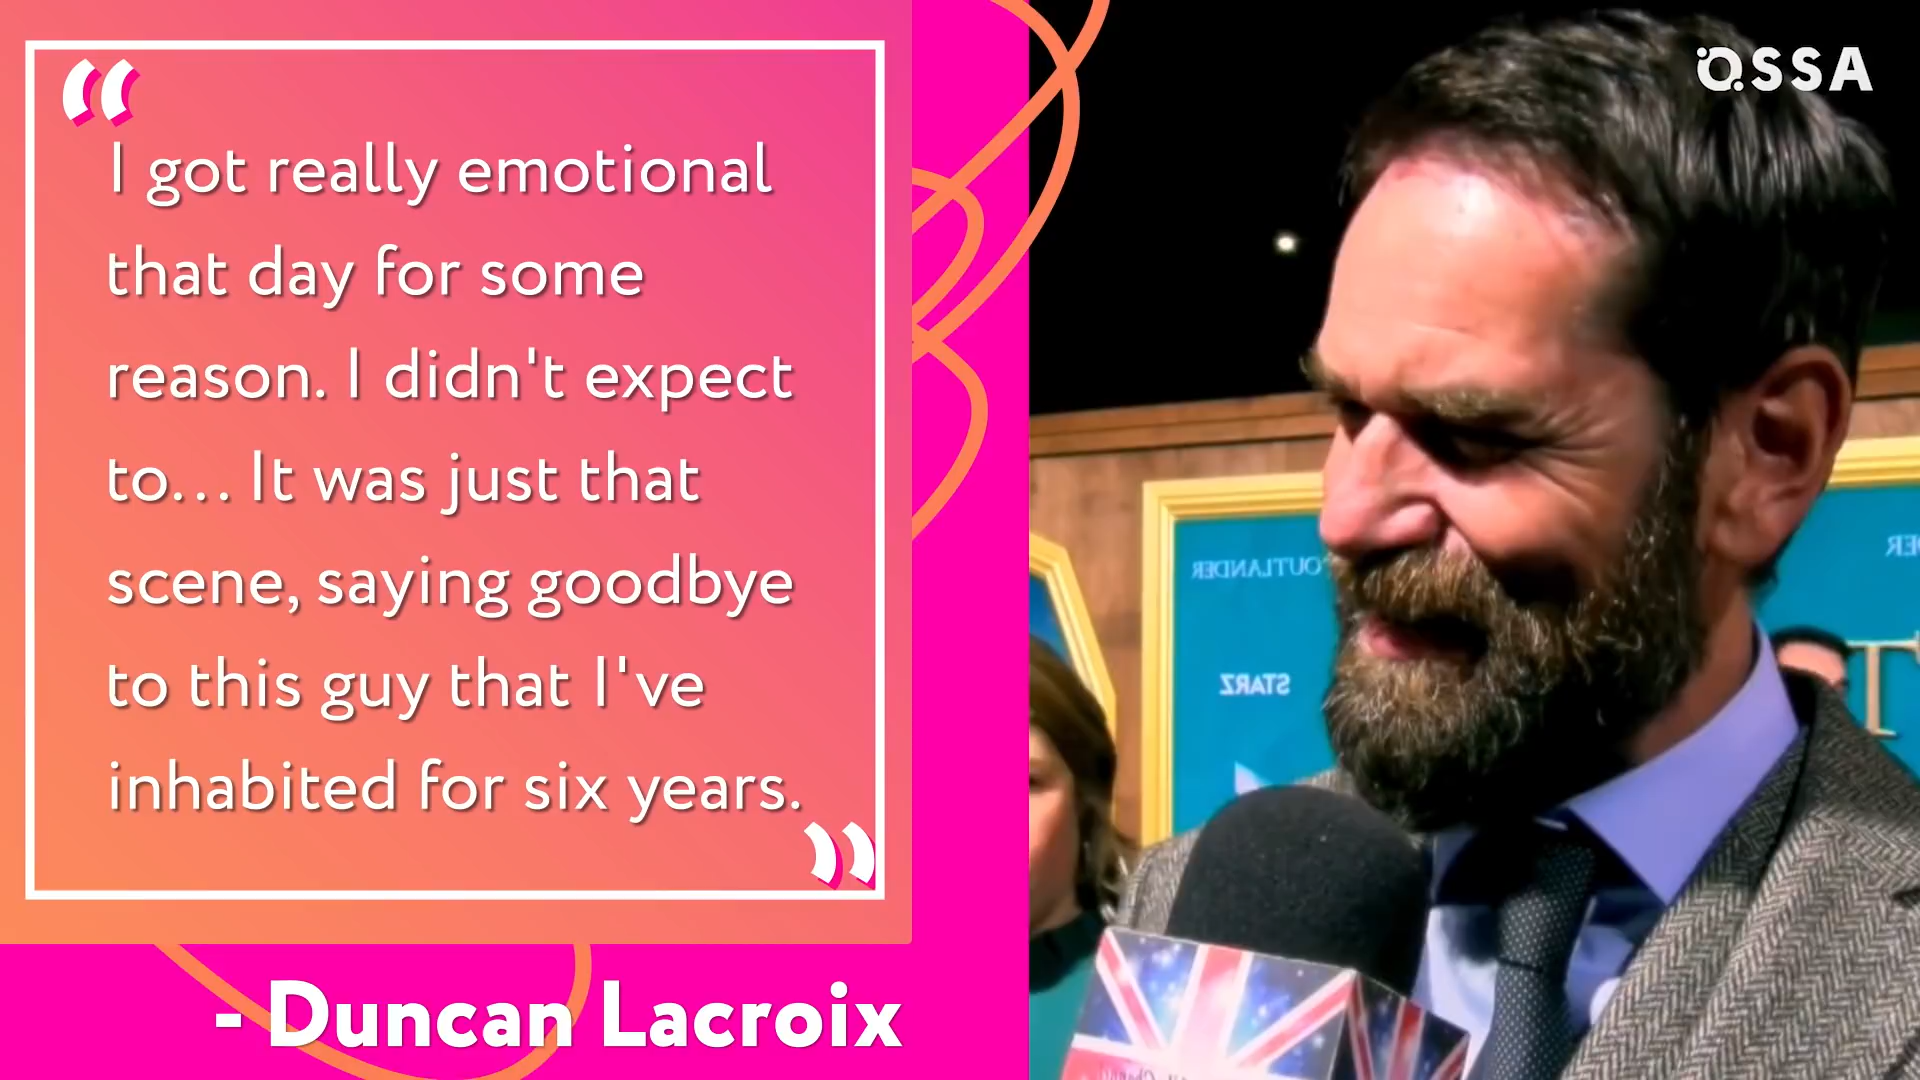 “
I got really emotional
that day for some
reason. I didn't expect
to... It was just that
scene, saying goodbye
to this guy that I've
inhabited for six years.
”
- Duncan Lacroix
OSSA
OUTLANDER
STARZ